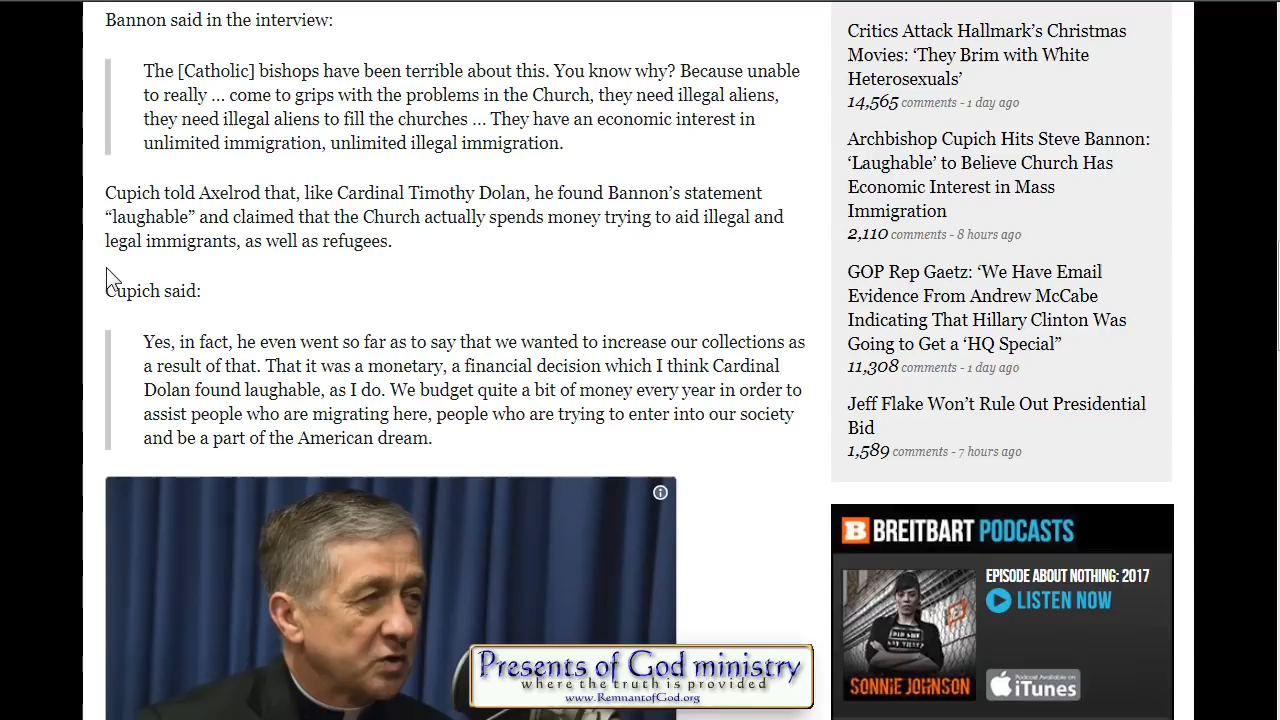 Bannon said in the interview:
The [Catholic] bishops have been terrible about this. You know why? Because unable
to really … come to grips with the problems in the Church, they need illegal aliens,
they need illegal aliens to fill the churches … They have an economic interest in
unlimited immigration, unlimited illegal immigration.
Cupich told Axelrod that, like Cardinal Timothy Dolan, he found Bannon’s statement
“laughable” and claimed that the Church actually spends money trying to aid illegal and
legal immigrants, as well as refugees.
Cupich said:
Yes, in fact, he even went so far as to say that we wanted to increase our collections as
a result of that. That it was a monetary, a financial decision which I think Cardinal
Dolan found laughable, as I do. We budget quite a bit of money every year in order to
assist people who are migrating here, people who are trying to enter into our society
and be a part of the American dream.
Critics Attack Hallmark’s Christmas
Movies: ‘They Brim with White
Heterosexuals’
14,565 comments - 1 day ago
Archbishop Cupich Hits Steve Bannon:
‘Laughable’ to Believe Church Has
Economic Interest in Mass
Immigration
2,110 comments - 8 hours ago
GOP Rep Gaetz: ‘We Have Email
Evidence From Andrew McCabe
Indicating That Hillary Clinton Was
Going to Get a ‘HQ Special”
11,308 comments - 1 day ago
Jeff Flake Won’t Rule Out Presidential
Bid
1,589 comments - 7 hours ago
B BREITBART PODCASTS
EPISODE ABOUT NOTHING: 2017
LISTEN NOW
SONNIE JOHNSON
Podcast Available on
iTunes
Presents of God ministry
where the truth is provided
www.RemnantofGod.org